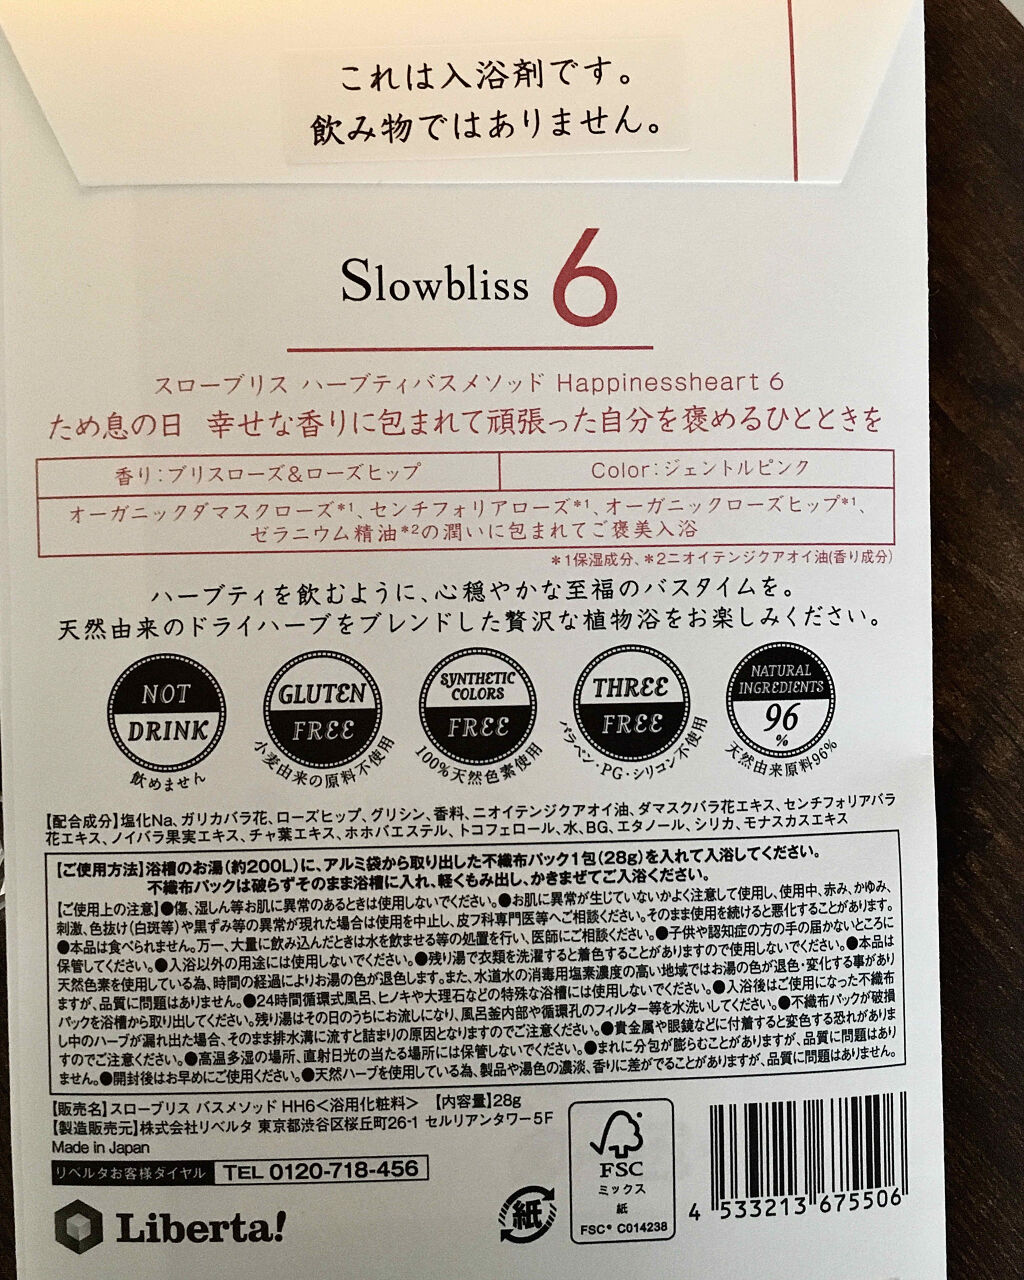 これは入浴剤です。
飲み物ではありません。
Slowbliss 6
スローブリス ハーブティバスメソッド Happinessheart 6
ため息の日 幸せな香りに包まれて頑張った自分を褒めるひとときを
香り:ブリスローズ&ローズヒップ
Color:ジェントルピンク
オーガニックダマスクローズ*1、センチフォリアローズ*1、オーガニックローズヒップ*1、
ゼラニウム精油*2の潤いに包まれてご褒美入浴
*1保湿成分、*2ニオイテンジクアオイ油(香り成分)
ハーブティを飲むように、心穏やかな至福のバスタイムを。
天然由来のドライハーブをブレンドした贅沢な植物浴をお楽しみください。
NOT
DRINK
飲めません
GLUTEN
FREE
小麦由来の原料不使用
SYNTHETIC
COLORS
FREE
100%天然色素使用
THREE
FREE
パラベン・PG・シリコン不使用
NATURAL
INGREDIENTS
96
%
天然由来原料96%
【配合成分】塩化Na、ガリカバラ花、ローズヒップ、グリシン、香料、ニオイテンジクアオイ油、ダマスクバラ花エキス、センチフォリアバラ
花エキス、ノイバラ果実エキス、チャ葉エキス、ホホバエステル、トコフェロール、水、BG、エタノール、シリカ、モナスカスエキス
【ご使用方法】浴槽のお湯(約200L)に、アルミ袋から取り出した不織布パック1包(28g)を入れて入浴してください。
不織布パックは破らずそのまま浴槽に入れ、軽くもみ出し、かきまぜてご入浴ください。
【ご使用上の注意】●傷、湿しん等お肌に異常のあるときは使用しないでください。●お肌に異常が生じていないかよく注意して使用し、使用中、赤み、かゆみ、
刺激、色抜け(白斑等)や黒ずみ等の異常が現れた場合は使用を中止し、皮フ科専門医等へご相談ください。そのまま使用を続けると悪化することがあります。
●本品は食べられません。万一、大量に飲み込んだときは水を飲ませる等の処置を行い、医師にご相談ください。●子供や認知症の方の手の届かないところに
保管してください。●入浴以外の用途には使用しないでください。●残り湯で衣類を洗濯すると着色することがありますので使用しないでください。●本品は
天然色素を使用している為、時間の経過によりお湯の色が退色します。また、水道水の消毒用塩素濃度の高い地域ではお湯の色が退色・変化する事があり
ますが、品質に問題はありません。●24時間循環式風呂、ヒノキや大理石などの特殊な浴槽には使用しないでください。●入浴後はご使用になった不織布
パックを浴槽から取り出してください。残り湯はその日のうちにお流しになり、風呂釜内部や循環孔のフィルター等を水洗いしてください。●不織布パックが破損
し中のハーブが漏れ出た場合、そのまま排水溝に流すと詰まりの原因となりますのでご注意ください。●貴金属や眼鏡などに付着すると変色する恐れがありま
すのでご注意ください。●高温多湿の場所、直射日光の当たる場所には保管しないでください。●まれに分包が膨らむことがありますが、品質に問題はあり
ません。●開封後はお早めにご使用ください。●天然ハーブを使用している為、製品や湯色の濃淡、香りに差がでることがありますが、品質に問題はありません。
【販売名】スローブリス バスメソッド HH6<浴用化粧料> 【内容量】28g
【製造販売元】株式会社リベルタ 東京都渋谷区桜丘町26-1 セルリアンタワー5F
Made in Japan
リベルタお客様ダイヤル TEL 0120-718-456
Liberta!
紙
FSC
ミックス
紙
FSC® C014238
4 533213 675506